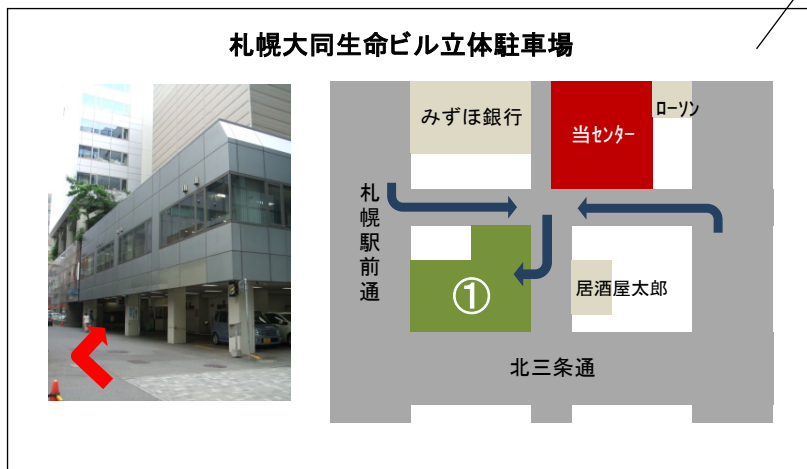 札幌大同生命ビル立体駐車場
みずほ銀行
当センター
ローソン
札幌駅前通
①
居酒屋太郎
北三条通